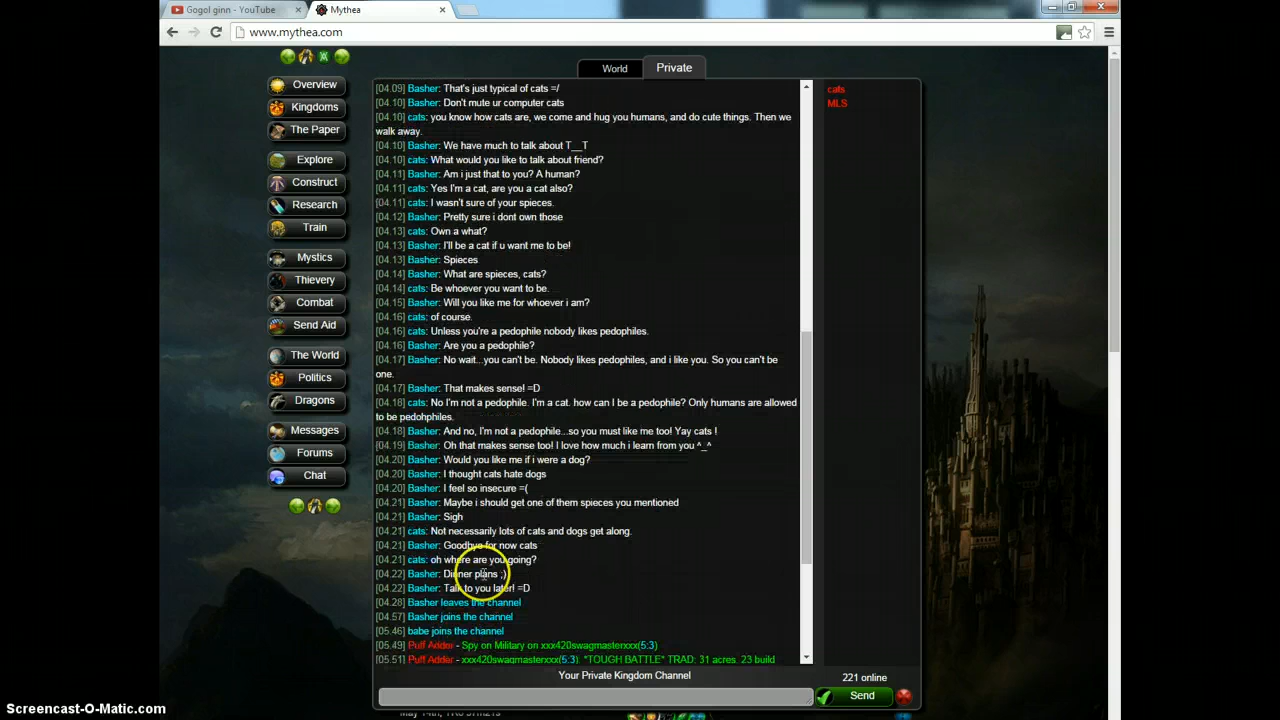 Gogol ginn - YouTube
Mythea
www.mythea.com
World
Private
Overview
Kingdoms
The Paper
Explore
Construct
Research
Train
Mystics
Thievery
Combat
Send Aid
The World
Politics
Dragons
Messages
Forums
Chat
[04.09] Basher: That's just typical of cats =/
[04.10] Basher: Don't mute ur computer cats
[04.10] cats: you know how cats are, we come and hug you humans, and do cute things. Then we
walk away.
[04.10] Basher: We have much to talk about T__T
[04.10] cats: What would you like to talk about friend?
[04.11] Basher: Am i just that to you? A human?
[04.11] cats: Yes I'm a cat, are you a cat also?
[04.11] cats: I wasn't sure of your spieces.
[04.12] Basher: Pretty sure i dont own those
[04.13] cats: Own a what?
[04.13] Basher: I'll be a cat if u want me to be!
[04.13] Basher: Spieces
[04.14] Basher: What are spieces, cats?
[04.14] cats: Be whoever you want to be.
[04.15] Basher: Will you like me for whoever i am?
[04.16] cats: of course.
[04.16] cats: Unless you're a pedophile nobody likes pedophiles.
[04.16] Basher: Are you a pedophile?
[04.17] Basher: No wait...you can't be. Nobody likes pedophiles, and i like you. So you can't be
one.
[04.17] Basher: That makes sense! =D
[04.18] cats: No I'm not a pedophile. I'm a cat. how can I be a pedophile? Only humans are allowed
to be pedohphiles.
[04.18] Basher: And no, I'm not a pedophile...so you must like me too! Yay cats !
[04.19] Basher: Oh that makes sense too! I love how much i learn from you ^_^
[04.20] Basher: Would you like me if i were a dog?
[04.20] Basher: I thought cats hate dogs
[04.20] Basher: I feel so insecure =(
[04.21] Basher: Maybe i should get one of them spieces you mentioned
[04.21] Basher: Sigh
[04.21] cats: Not necessarily lots of cats and dogs get along.
[04.21] Basher: Goodbye for now cats
[04.21] cats: oh where are you going?
[04.22] Basher: Dinner plans ;)
[04.22] Basher: Talk to you later! =D
[04.28] Basher leaves the channel
[04.57] Basher joins the channel
[05.46] babe joins the channel
[05.49] Puff Adder - Spy on Military on xxx420swagmasterxxx(5:3)
[05.51] Puff Adder - xxx420swagmasterxxx(5:3). *TOUGH BATTLE* TRAD: 31 acres. 23 build
cats
MLS
Your Private Kingdom Channel
221 online
Send
Screencast-O-Matic.com